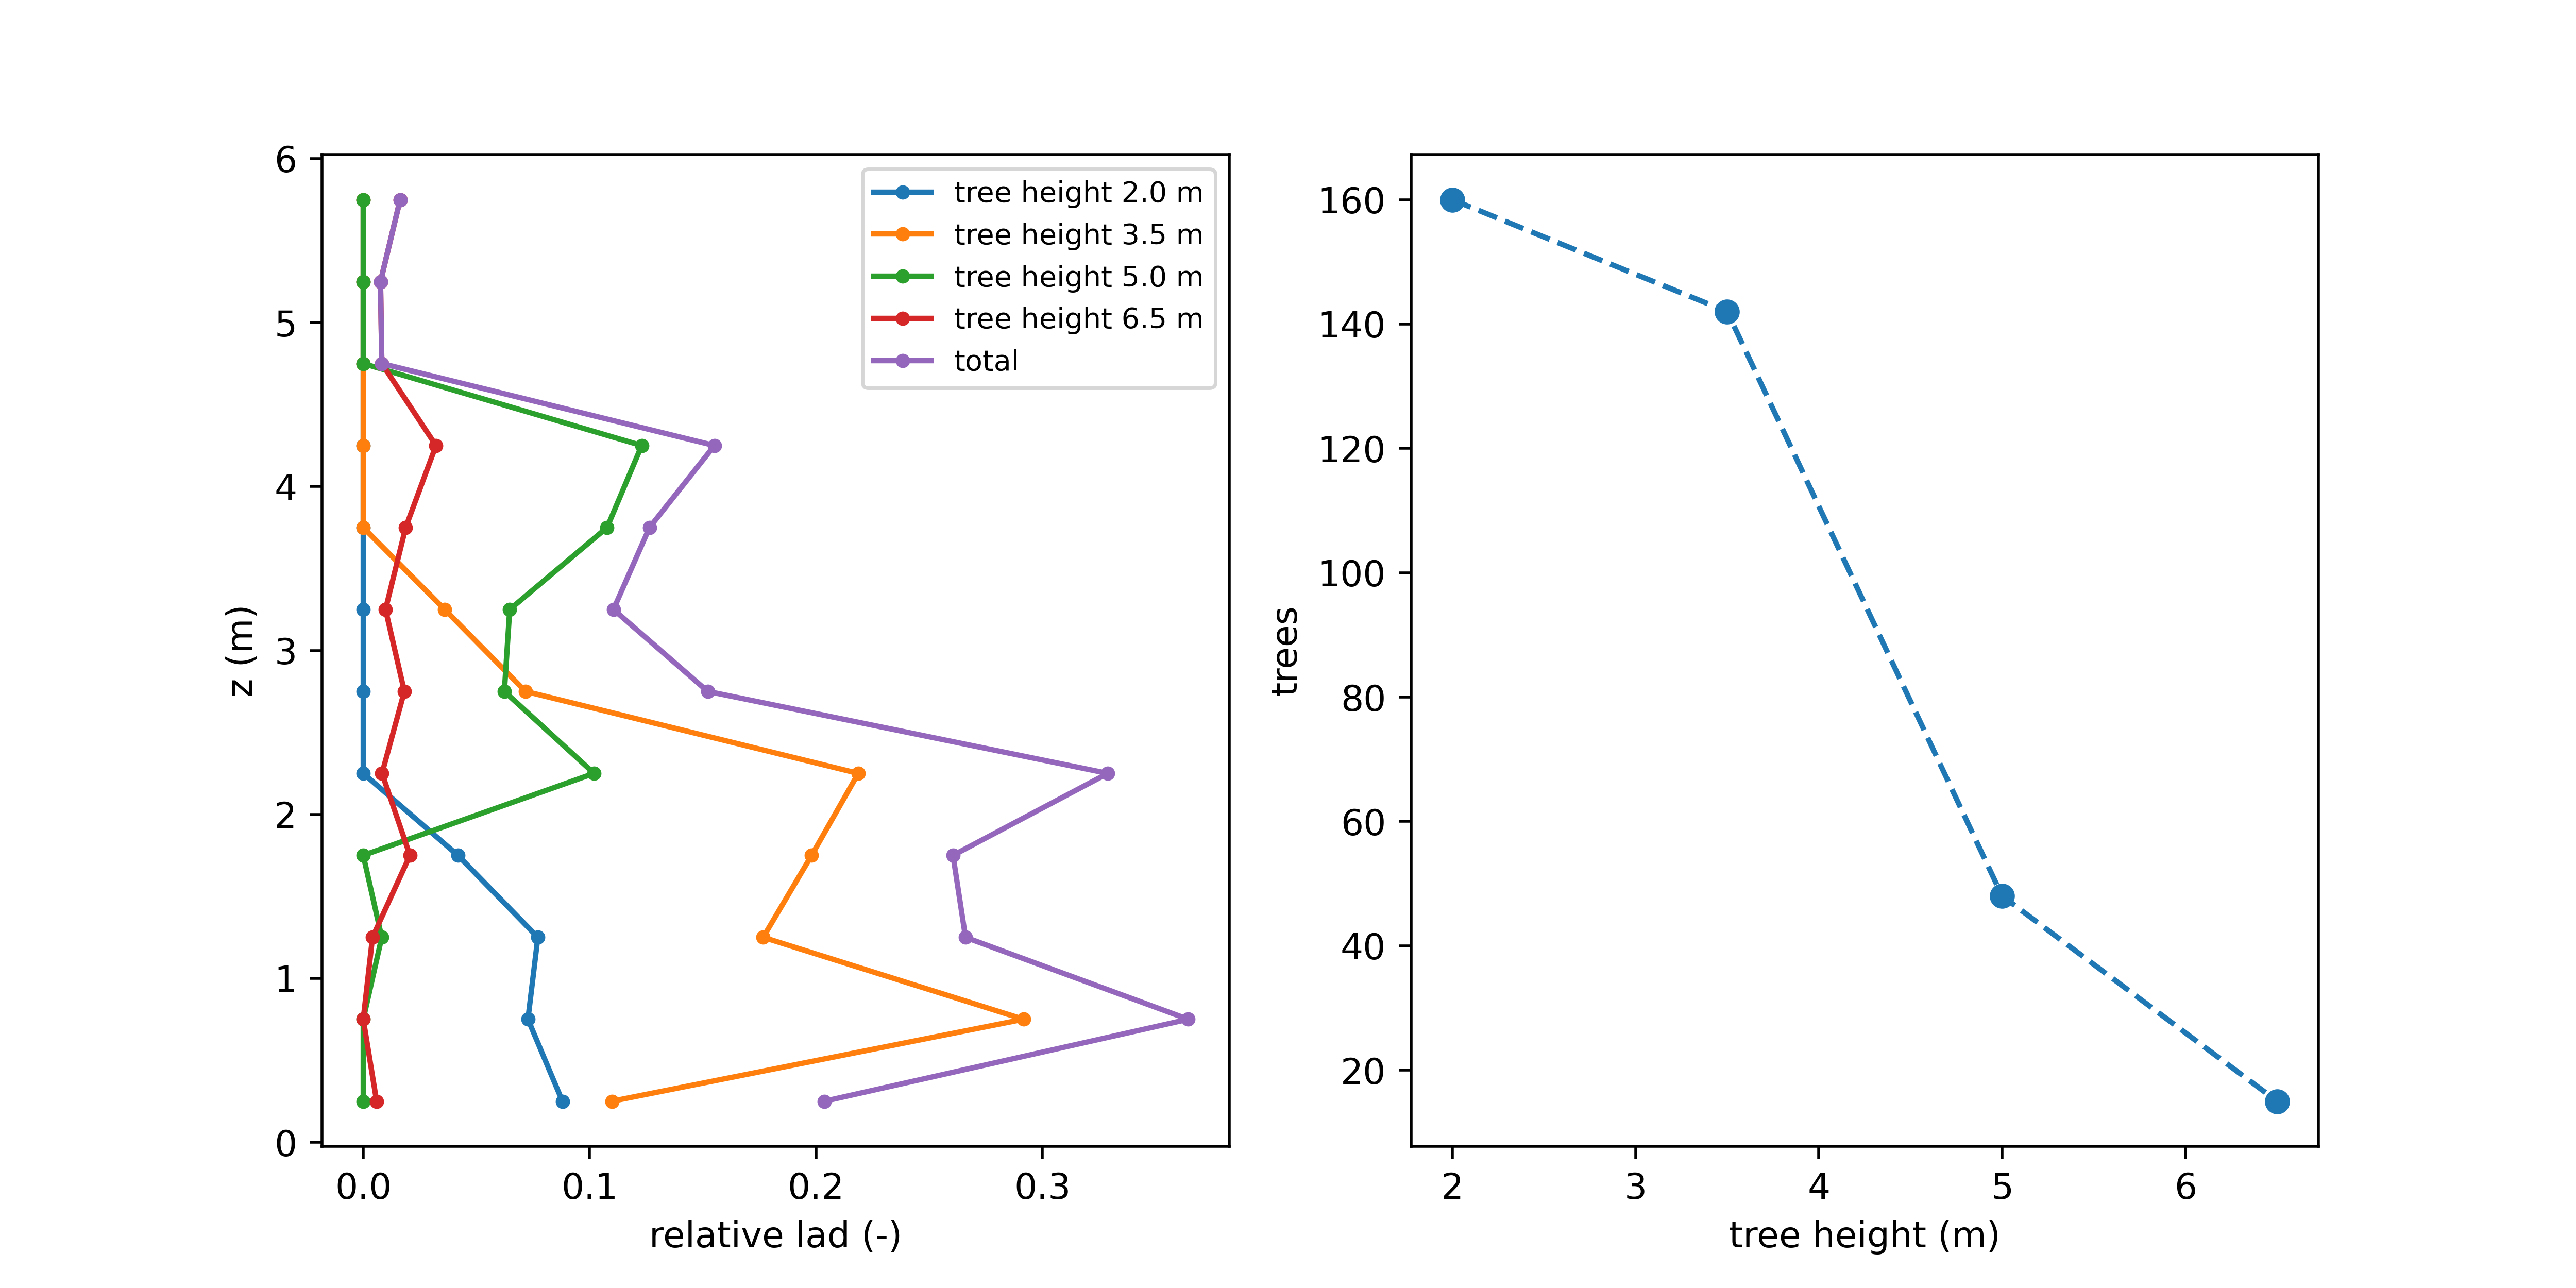 6
5
4
3
2
1
0
z (m)
tree height 2.0 m
tree height 3.5 m
tree height 5.0 m
tree height 6.5 m
total
0.0 0.1 0.2 0.3
relative lad (-)
160
140
120
100
80
60
40
20
trees
2 3 4 5 6
tree height (m)